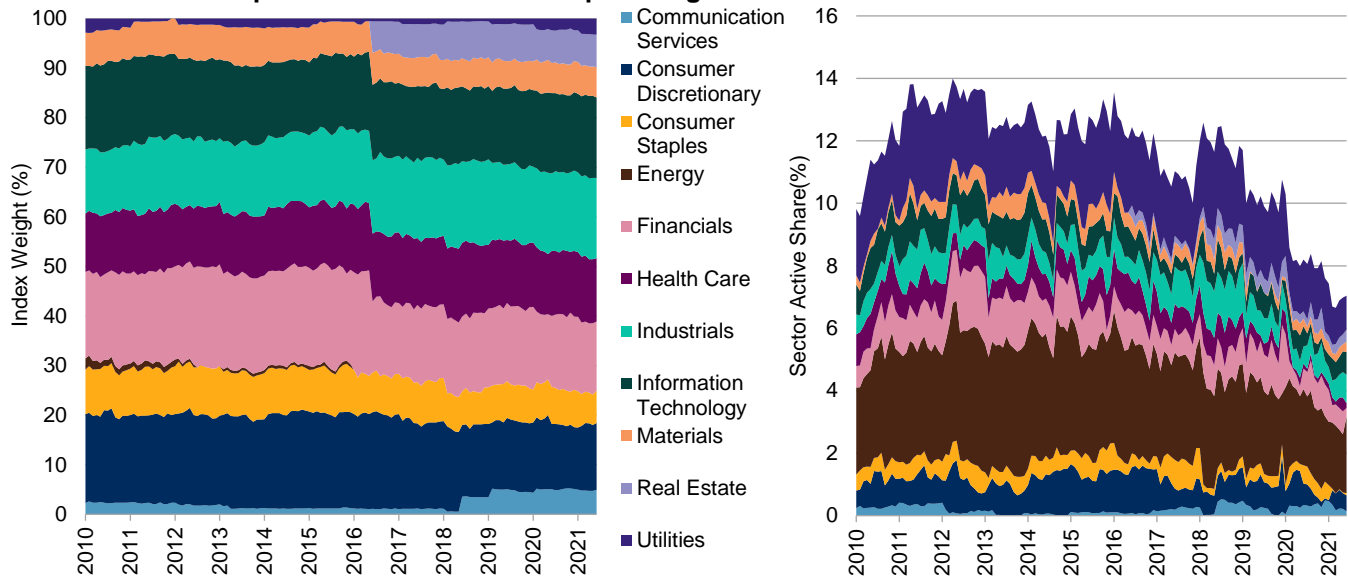 100
90
80
70
60
50
40
30
20
10
0
Index Weight (%)
2010
2011
2012
2013
2014
2015
2016
2017
2018
2019
2020
2021
Communication
Services
Consumer
Discretionary
Consumer
Staples
Energy
Financials
Health Care
Industrials
Information
Technology
Materials
Real Estate
Utilities
16
14
12
10
8
6
4
2
0
Sector Active Share(%)
2010
2011
2012
2013
2014
2015
2016
2017
2018
2019
2020
2021